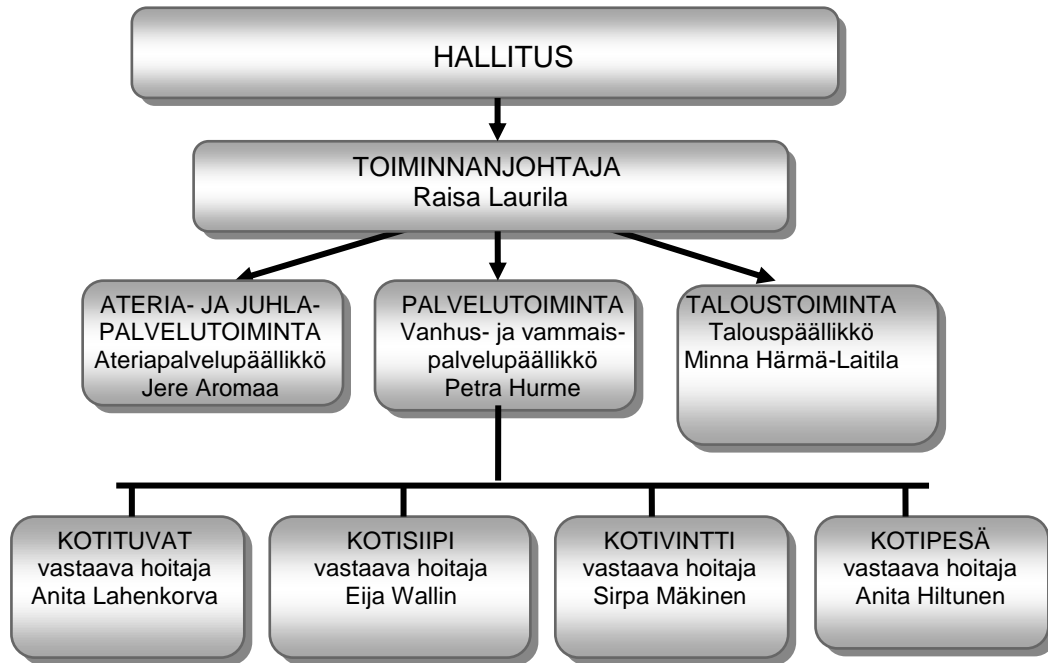 HALLITUS
TOIMINNANJOHTAJA
Raisa Laurila
ATERIA- JA JUHLA-
PALVELUTOIMINTA
Ateriapalvelupäällikkö
Jere Aromaa
PALVELUTOIMINTA
Vanhus- ja vammais-
palvelupäällikkö
Petra Hurme
TALOUSTOIMINTA
Talouspäällikkö
Minna Härmä-Laitila
KOTITUVAT
vastaava hoitaja
Anita Lahenkorva
KOTISIIPI
vastaava hoitaja
Eija Wallin
KOTIVINTTI
vastaava hoitaja
Sirpa Mäkinen
KOTIPESÄ
vastaava hoitaja
Anita Hiltunen